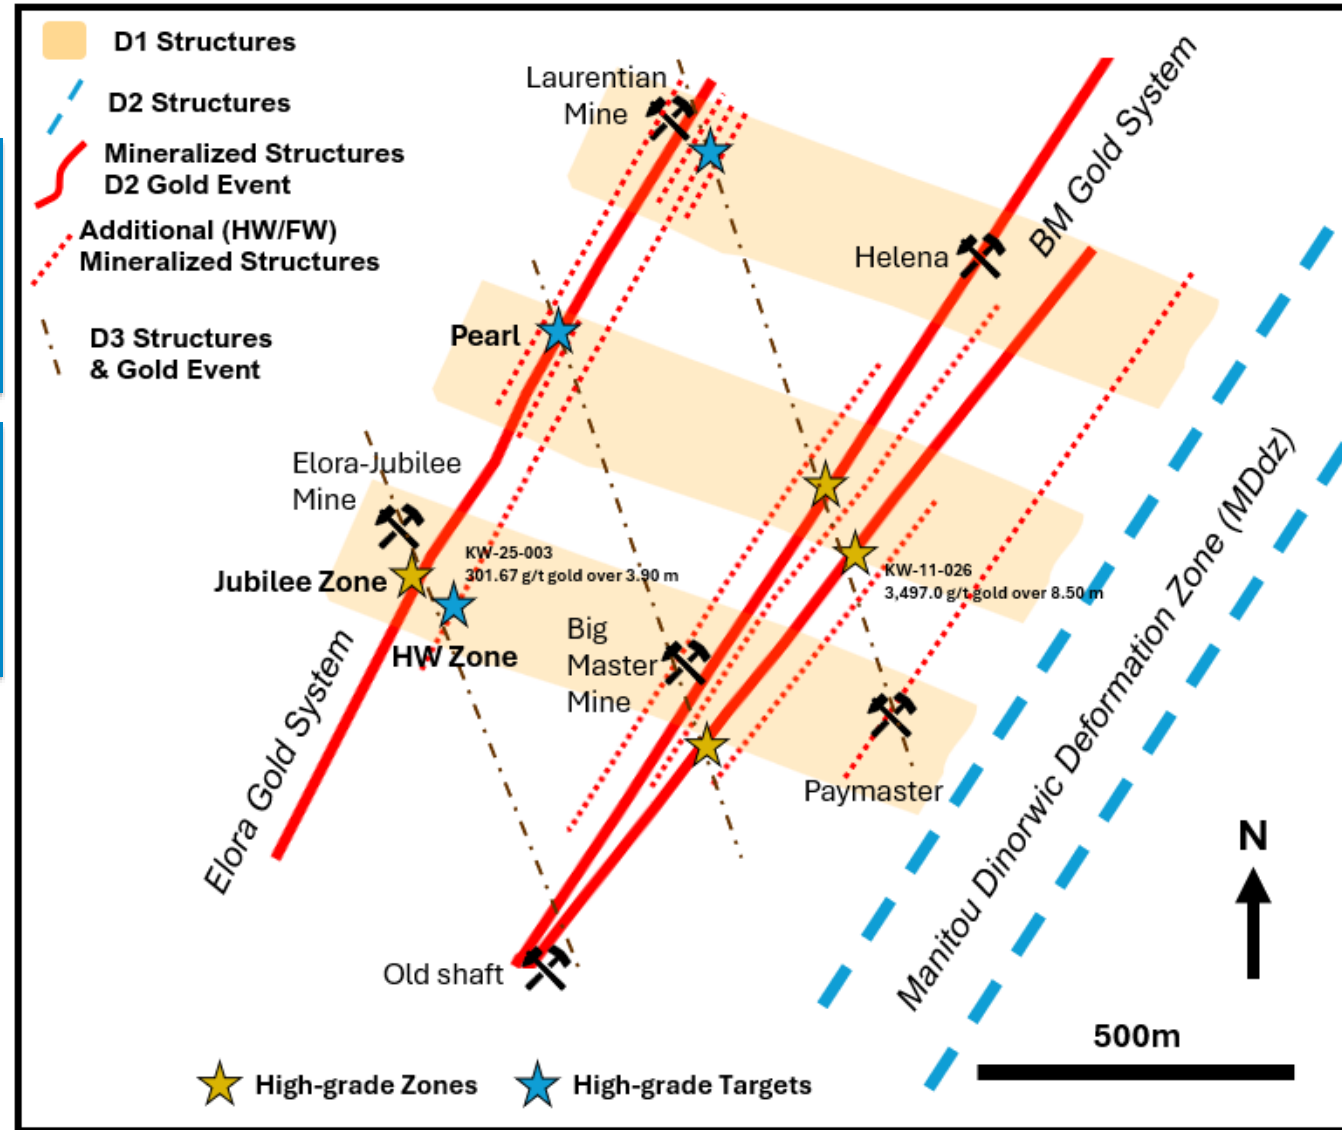 D1 Structures
D2 Structures
Mineralized Structures
D2 Gold Event
Additional (HW/FW)
Mineralized Structures
D3 Structures
& Gold Event
Laurentian
Mine
BM Gold System
Helena
Pearl
Elora-Jubilee
Mine
KW-25-003
301.67 g/t gold over 3.90 m
Jubilee Zone
KW-11-026
3,497.0 g/t gold over 8.50 m
HW Zone
Big
Master
Mine
Elora Gold System
Paymaster
Manitou Dinorwic Deformation Zone (MDdz)
N
Old shaft
500m
High-grade Zones
High-grade Targets